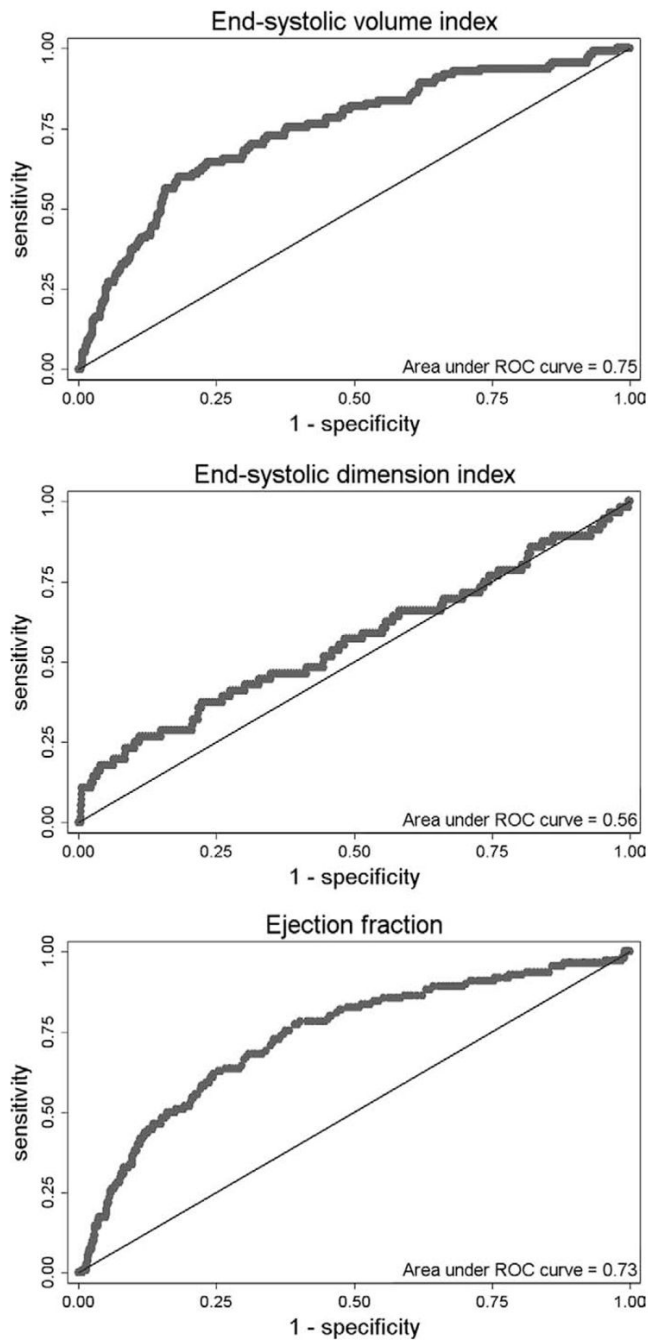 End-systolic volume index
1.00
0.75
0.50
0.25
0.00
sensitivity
Area under ROC curve = 0.75
0.00 0.25 0.50 0.75 1.00
1 - specificity
End-systolic dimension index
1.00
0.75
0.50
0.25
0.00
sensitivity
Area under ROC curve = 0.56
0.00 0.25 0.50 0.75 1.00
1 - specificity
Ejection fraction
1.00
0.75
0.50
0.25
0.00
sensitivity
Area under ROC curve = 0.73
0.00 0.25 0.50 0.75 1.00
1 - specificity